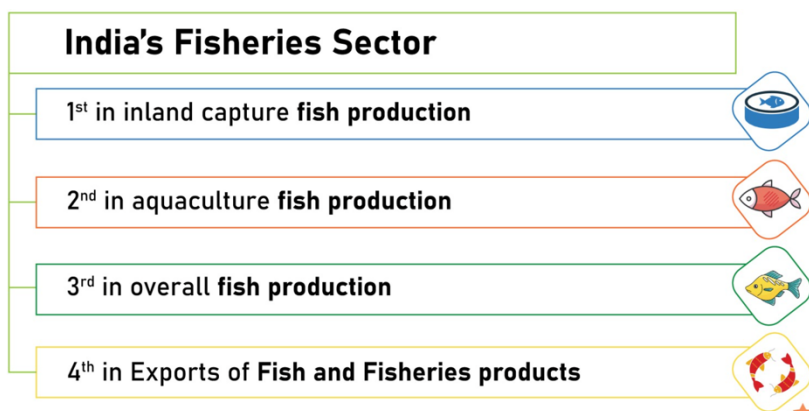 India's Fisheries Sector
1st in inland capture fish production
2nd in aquaculture fish production
3rd in overall fish production
4th in Exports of Fish and Fisheries products